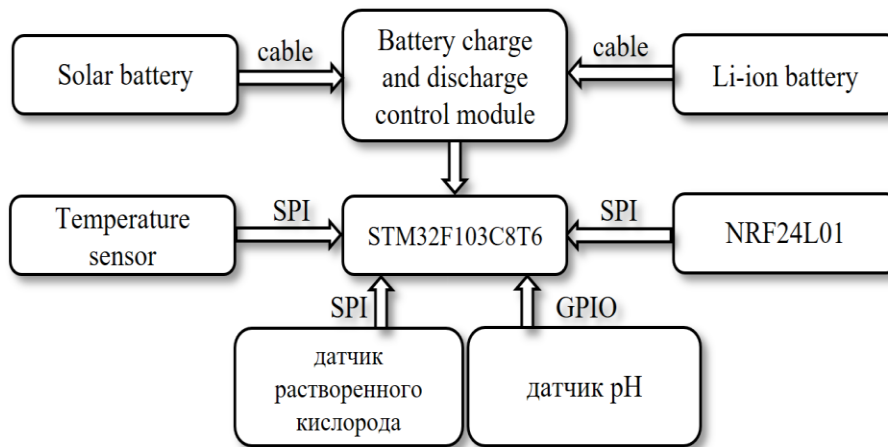 Solar battery
cable
Battery charge
and discharge
control module
cable
Li-ion battery
Temperature
sensor
SPI
STM32F103C8T6
SPI
NRF24L01
SPI
GPIO
датчик
растворенного
кислорода
датчик pH